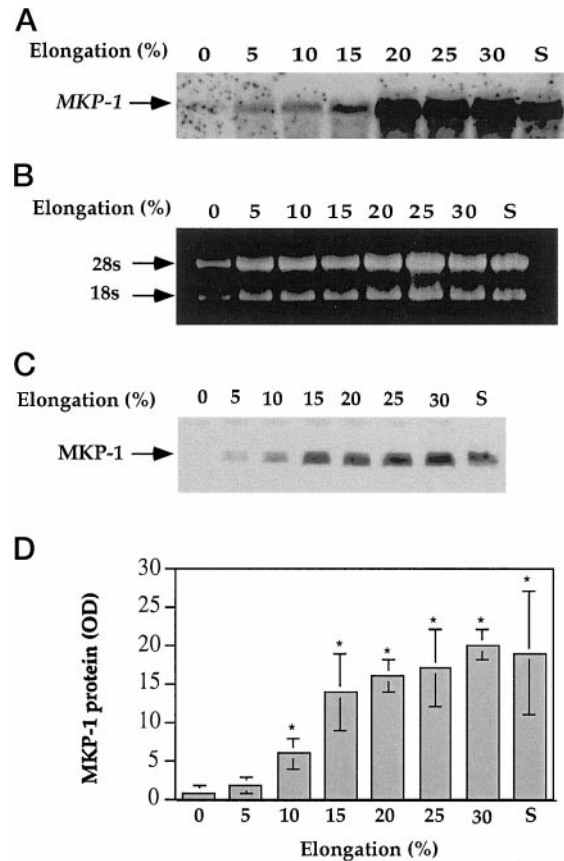 A
Elongation (%) 0 5 10 15 20 25 30 S
MKP-1
B
Elongation (%) 0 5 10 15 20 25 30 S
28s
18s
C
Elongation (%) 0 5 10 15 20 25 30 S
MKP-1
D
MKP-1 protein (OD)
30
25
20
15
10
5
0
* * * * * *
0 5 10 15 20 25 30 S
Elongation (%)